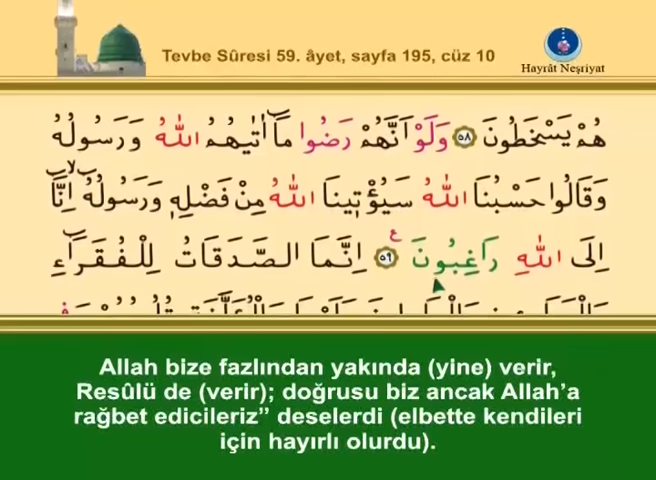 Tevbe Sûresi 59. âyet, sayfa 195, cüz 10
Hayrât Neşriyat
هُمْ يَسْخَطُونَ ﴿٥٨﴾ وَلَوْ اَنَّهُمْ رَضُوا مَٓا اٰتٰيهُمُ اللّٰهُ وَرَسُولُهُ
وَقَالُوا حَسْبُنَا اللّٰهُ سَيُؤْتٖينَا اللّٰهُ مِنْ فَضْلِهٖ وَرَسُولُهُٓ اِنَّٓا
اِلَى اللّٰهِ رَاغِبُونَ ﴿٥٩﴾ اِنَّمَا الصَّدَقَاتُ لِلْفُقَرَٓاءِ
Allah bize fazlından yakında (yine) verir,
Resûlü de (verir); doğrusu biz ancak Allah’a
rağbet edicileriz” deselerdi (elbette kendileri
için hayırlı olurdu).